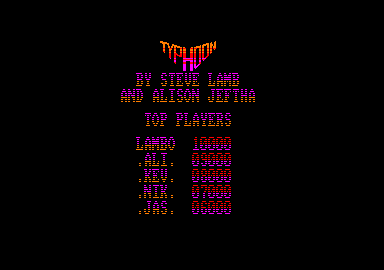 TYPHOON
BY STEVE LAMB
AND ALISON JEFTHA
TOP PLAYERS
LAMBO 10000
.ALI. 09000
.KEV. 08000
.NIK. 07000
.JAS. 06000